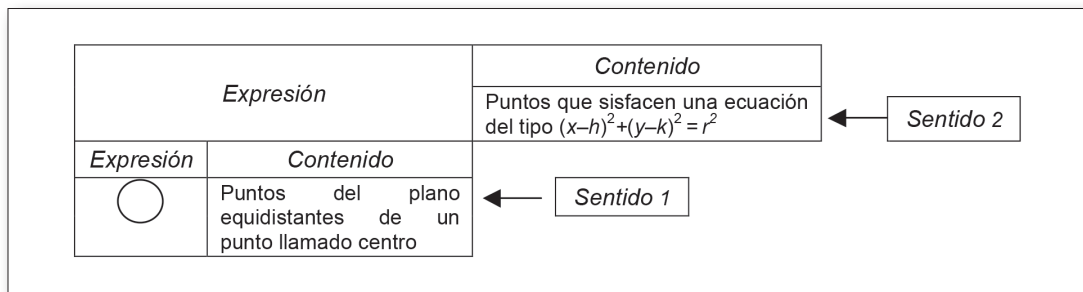 Contenido
Expresión
Puntos que sisfacen una ecuación
del tipo (x–h)²+(y–k)² = r²
Sentido 2
Expresión
Contenido
Puntos del plano
equidistantes de un
punto llamado centro
Sentido 1